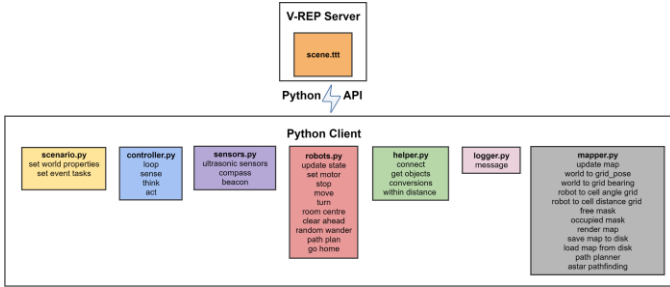 V-REP Server
scene.ttt
Python API
Python Client
scenario.py
set world properties
set event tasks
controller.py
loop
sense
think
act
sensors.py
ultrasonic sensors
compass
beacon
robots.py
update state
set motor
stop
move
turn
room centre
clear ahead
random wander
path plan
go home
helper.py
connect
get objects
conversions
within distance
logger.py
message
mapper.py
update map
world to grid_pose
world to grid bearing
robot to cell angle grid
robot to cell distance grid
free mask
occupied mask
render map
save map to disk
load map from disk
path planner
astar pathfinding